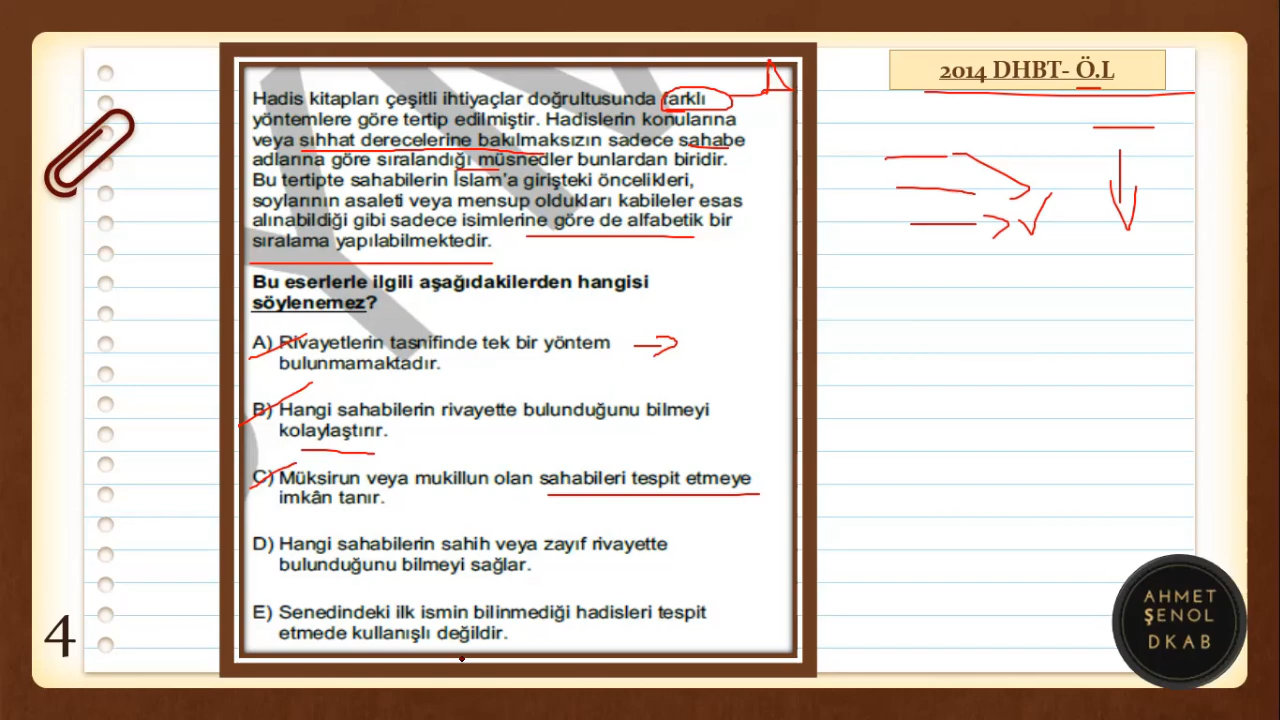 2014 DHBT- Ö.L
Hadis kitapları çeşitli ihtiyaçlar doğrultusunda farklı
yöntemlere göre tertip edilmiştir. Hadislerin konularına
veya sıhhat derecelerine bakılmaksızın sadece sahabe
adlarına göre sıralandığı müsnedler bunlardan biridir.
Bu tertipte sahabilerin İslam'a girişteki öncelikleri,
soylarının asaleti veya mensup oldukları kabileler esas
alınabildiği gibi sadece isimlerine göre de alfabetik bir
sıralama yapılabilmektedir.
Bu eserlerle ilgili aşağıdakilerden hangisi
söylenemez?
A) Rivayetlerin tasnifinde tek bir yöntem
bulunmamaktadır.
B) Hangi sahabilerin rivayette bulunduğunu bilmeyi
kolaylaştırır.
C) Müksirun veya mukillun olan sahabileri tespit etmeye
imkân tanır.
D) Hangi sahabilerin sahih veya zayıf rivayette
bulunduğunu bilmeyi sağlar.
E) Senedindeki ilk ismin bilinmediği hadisleri tespit
etmede kullanışlı değildir.
4
AHMET
ŞENOL
DKAB